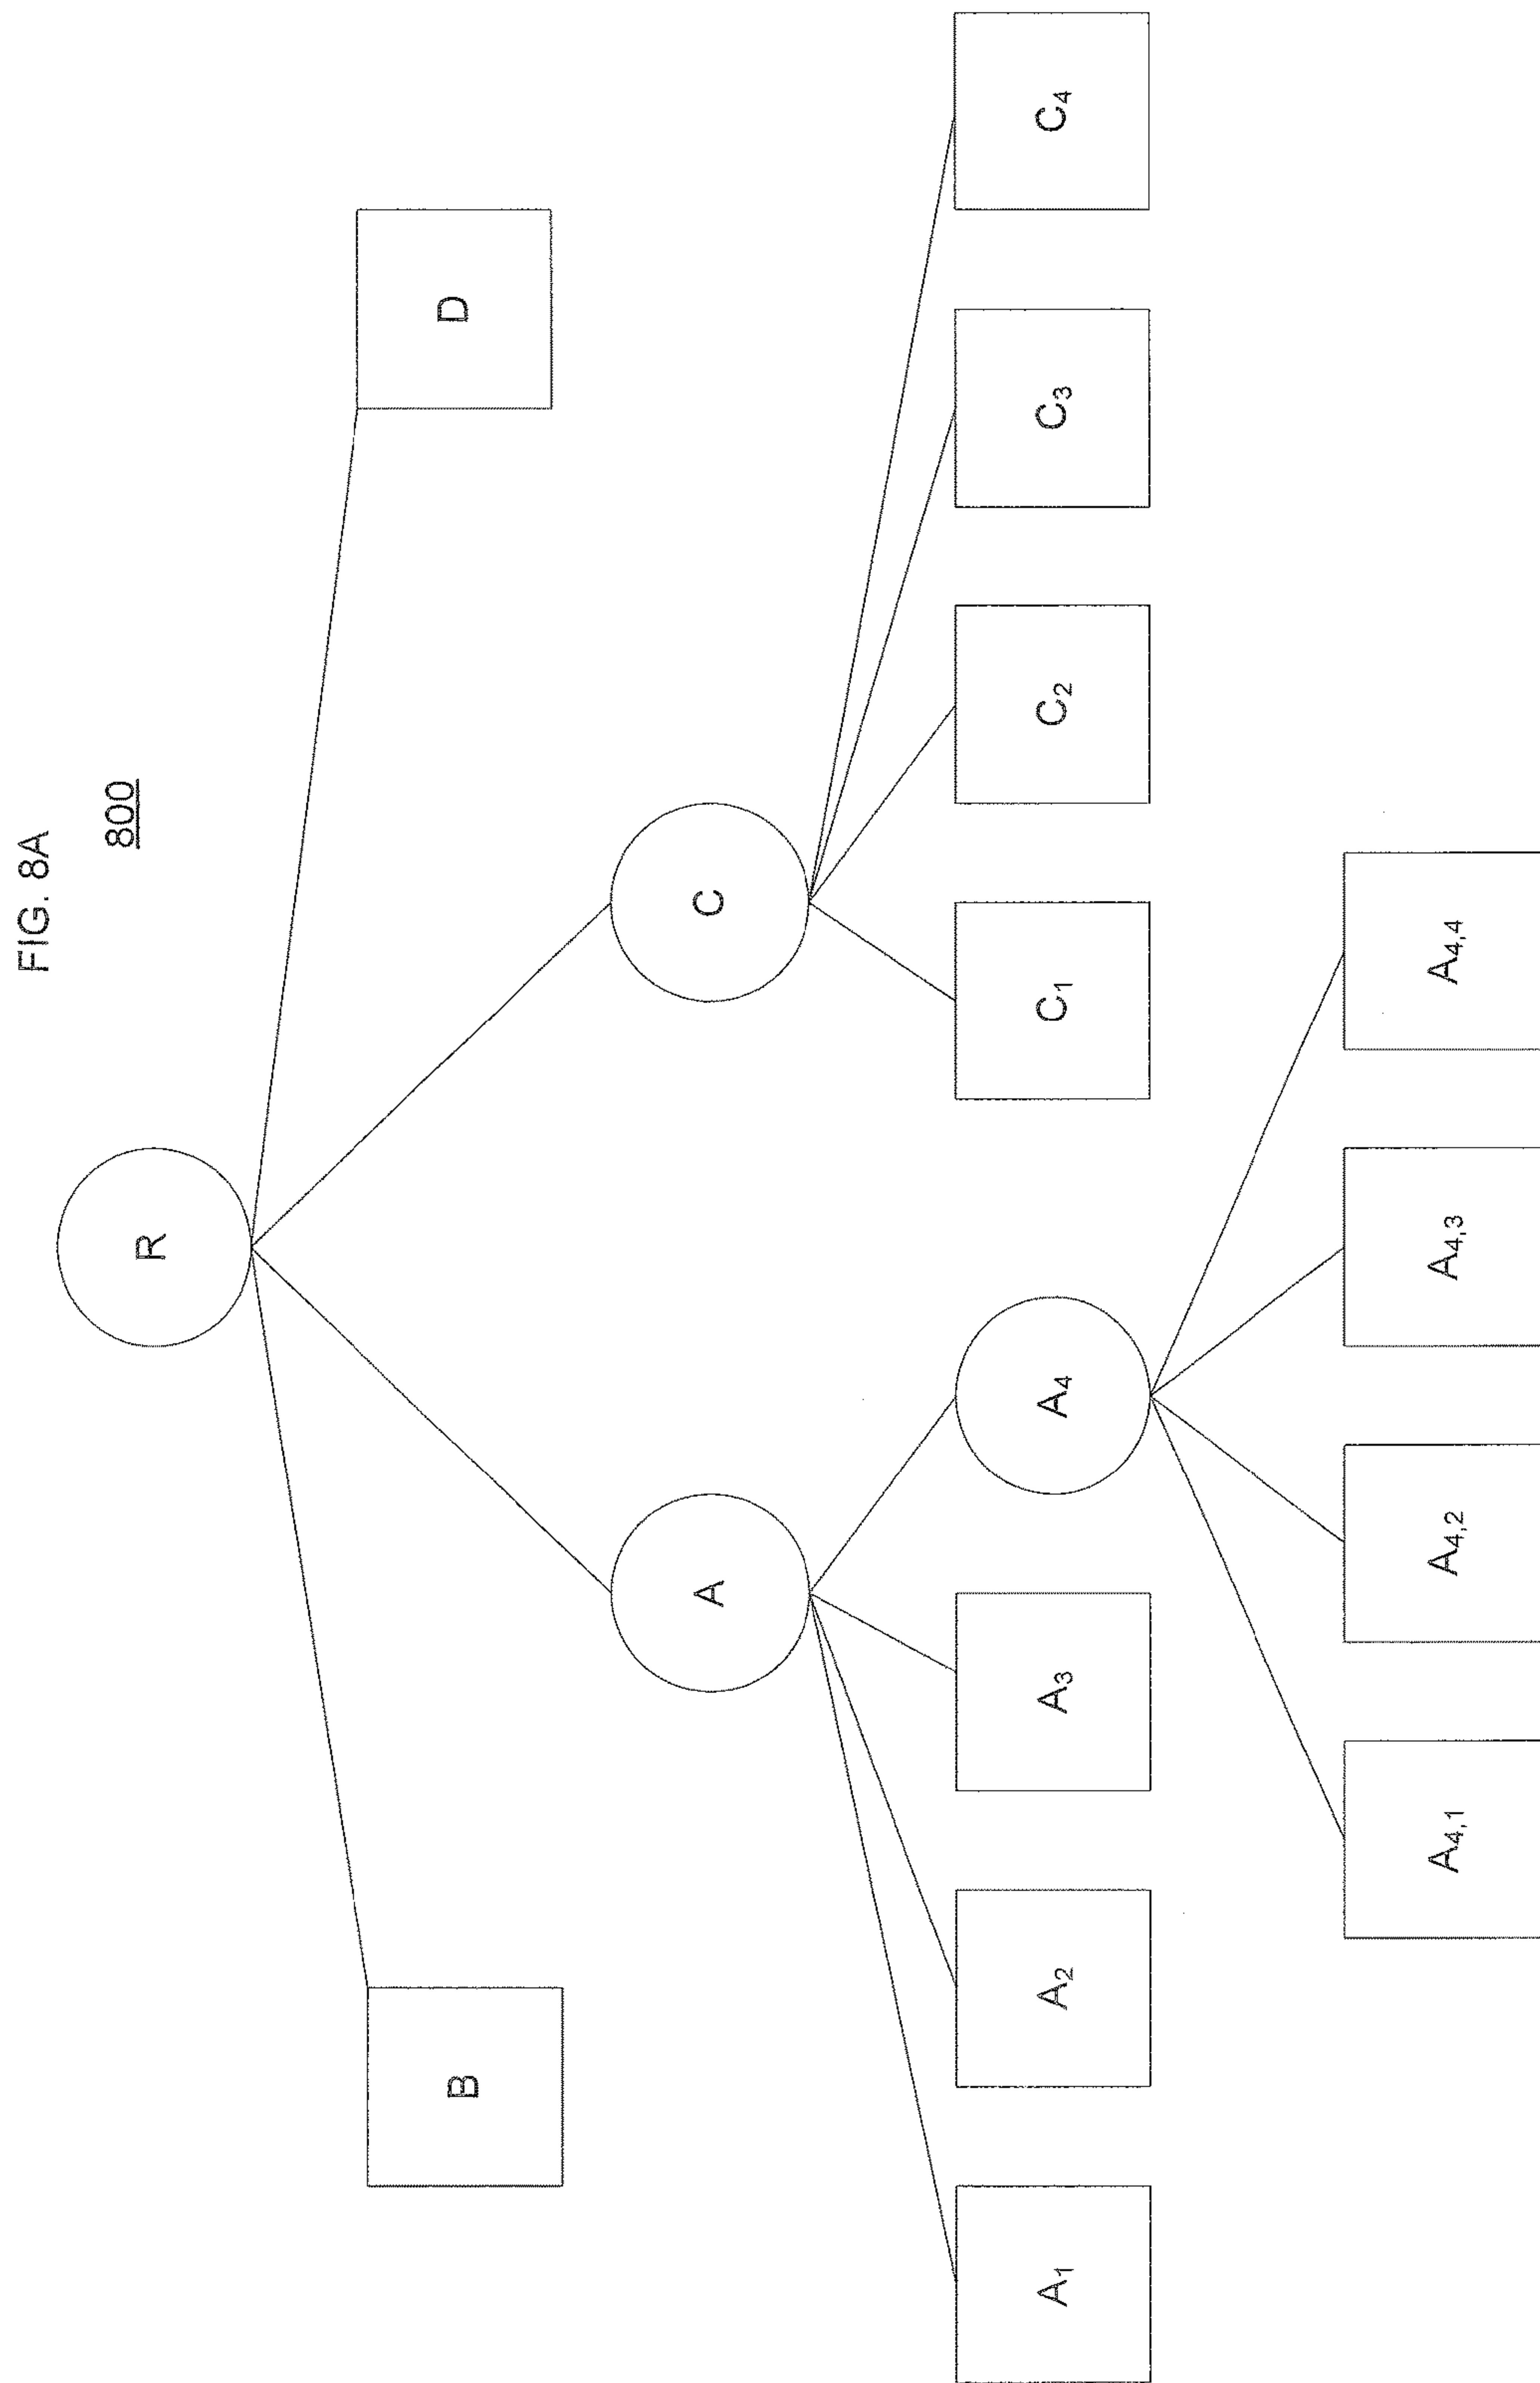 FIG. 8A
800
R
B
D
A
C
A₁
A₂
A₃
A₄
C₁
C₂
C₃
C₄
A₄,₁
A₄,₂
A₄,₃
A₄,₄